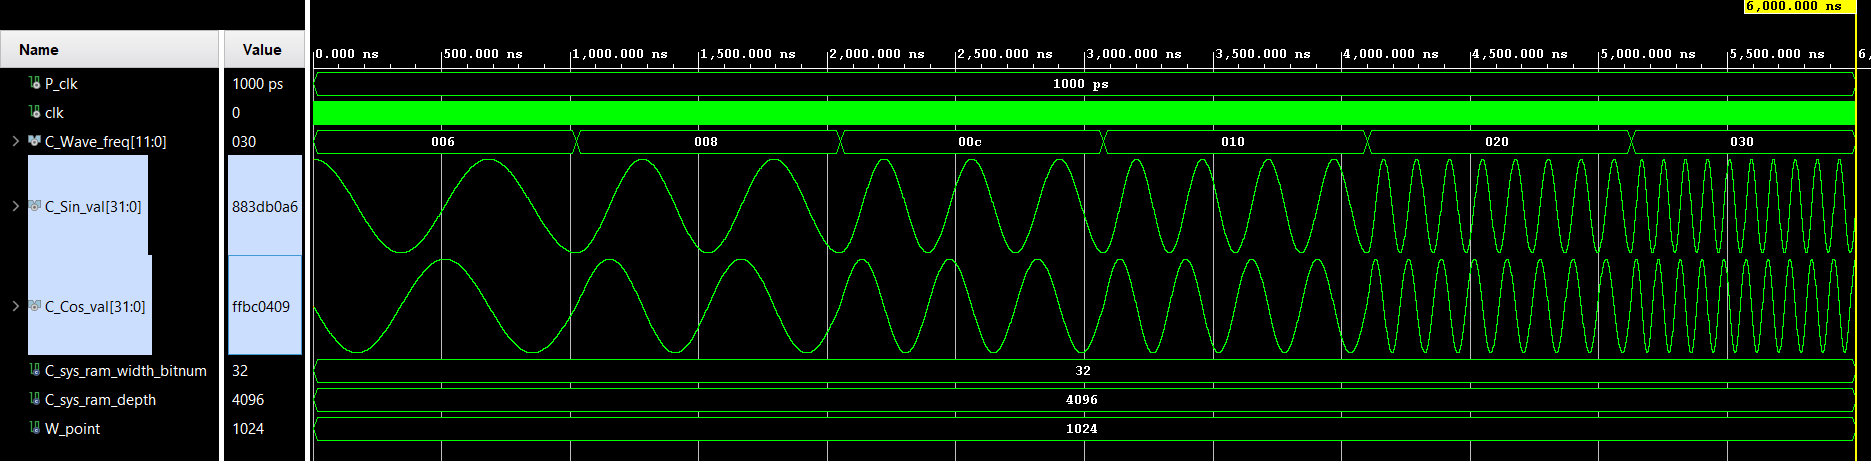 6,000.000 ns
Name Value
0.000 ns 500.000 ns 1,000.000 ns 1,500.000 ns 2,000.000 ns 2,500.000 ns 3,000.000 ns 3,500.000 ns 4,000.000 ns 4,500.000 ns 5,000.000 ns 5,500.000 ns 6,
P_clk 1000 ps 1000 ps
clk 0
C_Wave_freq[11:0] 030 006 008 00c 010 020 030
C_Sin_val[31:0] 883db0a6
C_Cos_val[31:0] ffbc0409
C_sys_ram_width_bitnum 32 32
C_sys_ram_depth 4096 4096
W_point 1024 1024